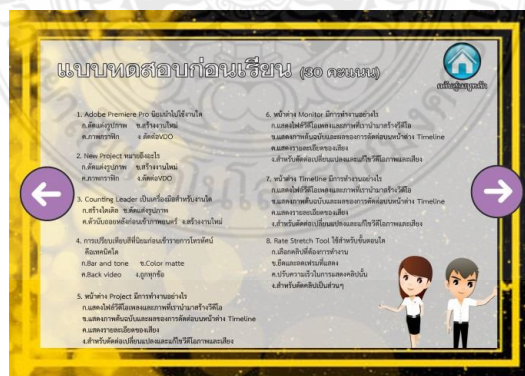 แบบทดสอบก่อนเรียน (30 คะแนน)
กลับสู่เมนูหลัก
1. Adobe Premiere Pro นิยมนำไปใช้งานใด
ก.ตัดแต่งรูปภาพ ข.สร้างงานใหม่
ค.ภาพกราฟิก ง.ตัดต่อVDO
2. New Project หมายถึงอะไร
ก.ตัดแต่งรูปภาพ ข.สร้างงานใหม่
ค.ภาพกราฟิก ง.ตัดต่อVDO
3. Counting Leader เป็นเครื่องมือสำหรับงานใด
ก.สร้างไตเติล ข.ตัดแต่งรูปภาพ
ค.ตัวนับถอยหลังก่อนเข้าภาพยนตร์ ง.สร้างงานใหม่
4. การเปรียบเทียบสีที่นิยมก่อนเข้ารายการโทรทัศน์
คือเทคนิคใด
ก.Bar and tone ข.Color matte
ค.Back video ง.ถูกทุกข้อ
5. หน้าต่าง Project มีการทำงานอย่างไร
ก.แสดงไฟล์วีดีโอเพลงและภาพที่เรานำมาสร้างวีดีโอ
ข.แสดงภาพต้นฉบับและผลของการตัดต่อบนหน้าต่าง Timeline
ค.แสดงรายละเอียดของเสียง
ง.สำหรับตัดต่อเปลี่ยนแปลงและแก้ไขวีดีโอภาพและเสียง
6. หน้าต่าง Monitor มีการทำงานอย่างไร
ก.แสดงไฟล์วีดีโอเพลงและภาพที่เรานำมาสร้างวีดีโอ
ข.แสดงภาพต้นฉบับและผลของการตัดต่อบนหน้าต่าง Timeline
ค.แสดงรายละเอียดของเสียง
ง.สำหรับตัดต่อเปลี่ยนแปลงและแก้ไขวีดีโอภาพและเสียง
7. หน้าต่าง Timeline มีการทำงานอย่างไร
ก.แสดงไฟล์วีดีโอเพลงและภาพที่เรานำมาสร้างวีดีโอ
ข.แสดงภาพต้นฉบับและผลของการตัดต่อบนหน้าต่าง Timeline
ค.แสดงรายละเอียดของเสียง
ง.สำหรับตัดต่อเปลี่ยนแปลงและแก้ไขวีดีโอภาพและเสียง
8. Rate Stretch Tool ใช้สำหรับขั้นตอนใด
ก.เลือกคลิปที่ต้องการทำงาน
ข.ยืดและลดเฟรมที่แสดง
ค.ปรับความเร็วในการแสดงคลิปนั้น
ง.สำหรับตัดคลิปเป็นส่วนๆ